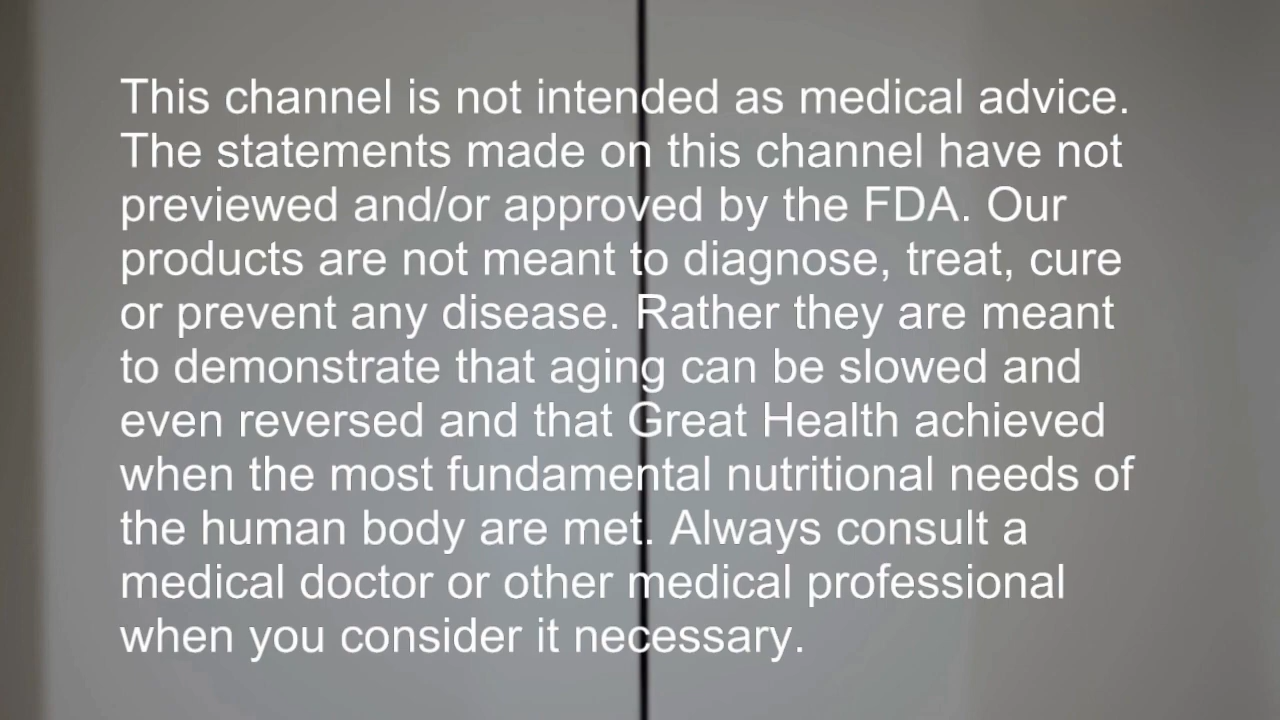 This channel is not intended as medical advice.
The statements made on this channel have not
previewed and/or approved by the FDA. Our
products are not meant to diagnose, treat, cure
or prevent any disease. Rather they are meant
to demonstrate that aging can be slowed and
even reversed and that Great Health achieved
when the most fundamental nutritional needs of
the human body are met. Always consult a
medical doctor or other medical professional
when you consider it necessary.